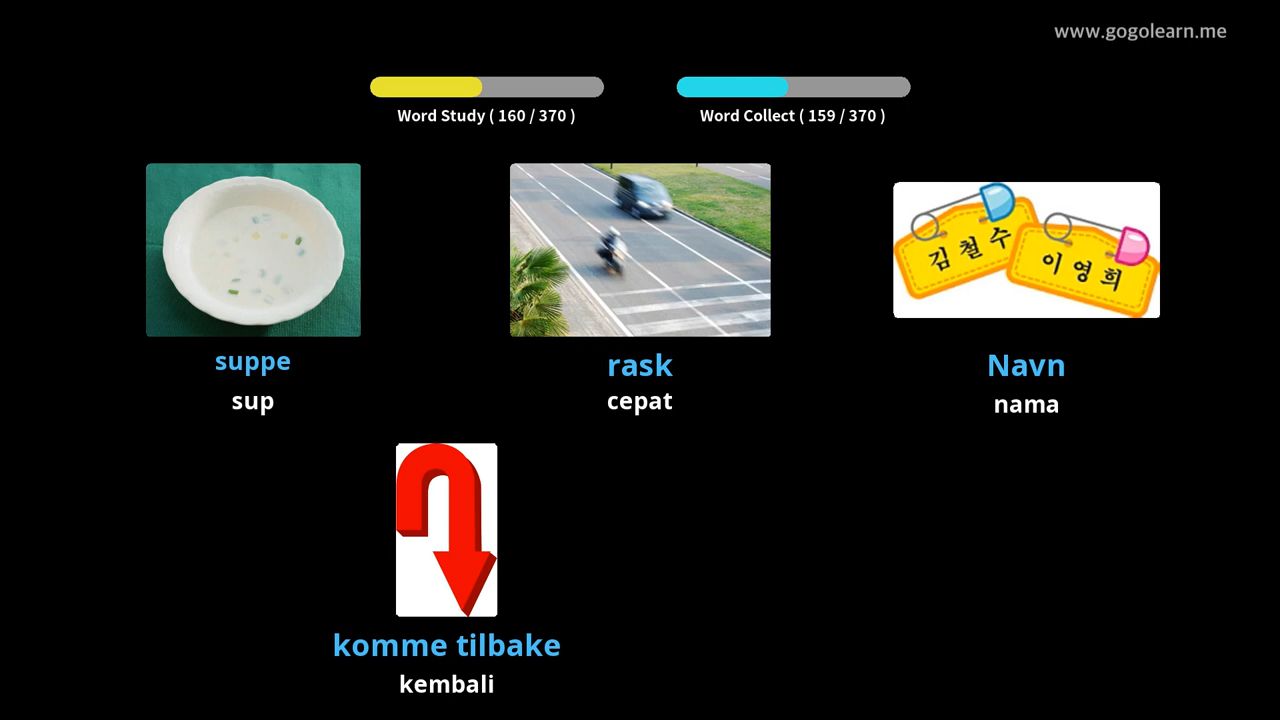 www.gogolearn.me
Word Study ( 160 / 370 )
Word Collect ( 159 / 370 )
김철수
이영희
suppe
sup
rask
cepat
Navn
nama
komme tilbake
kembali